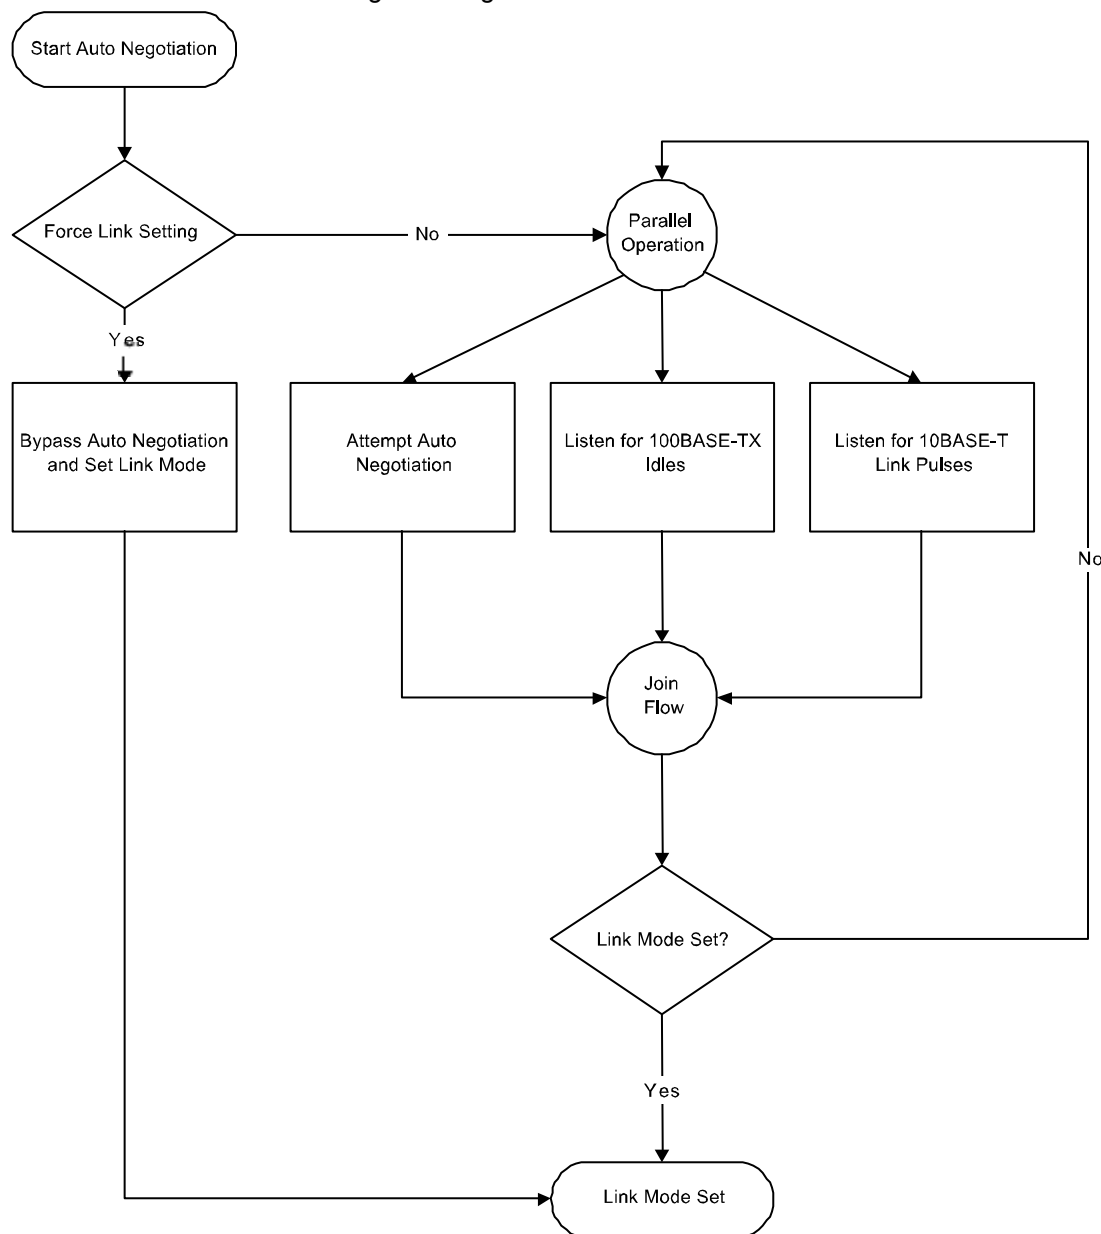 Start Auto Negotiation
Force Link Setting
No
Parallel
Operation
Yes
Bypass Auto Negotiation
and Set Link Mode
Attempt Auto
Negotiation
Listen for 100BASE-TX
Idles
Listen for 10BASE-T
Link Pulses
No
Join
Flow
Link Mode Set?
Yes
Link Mode Set